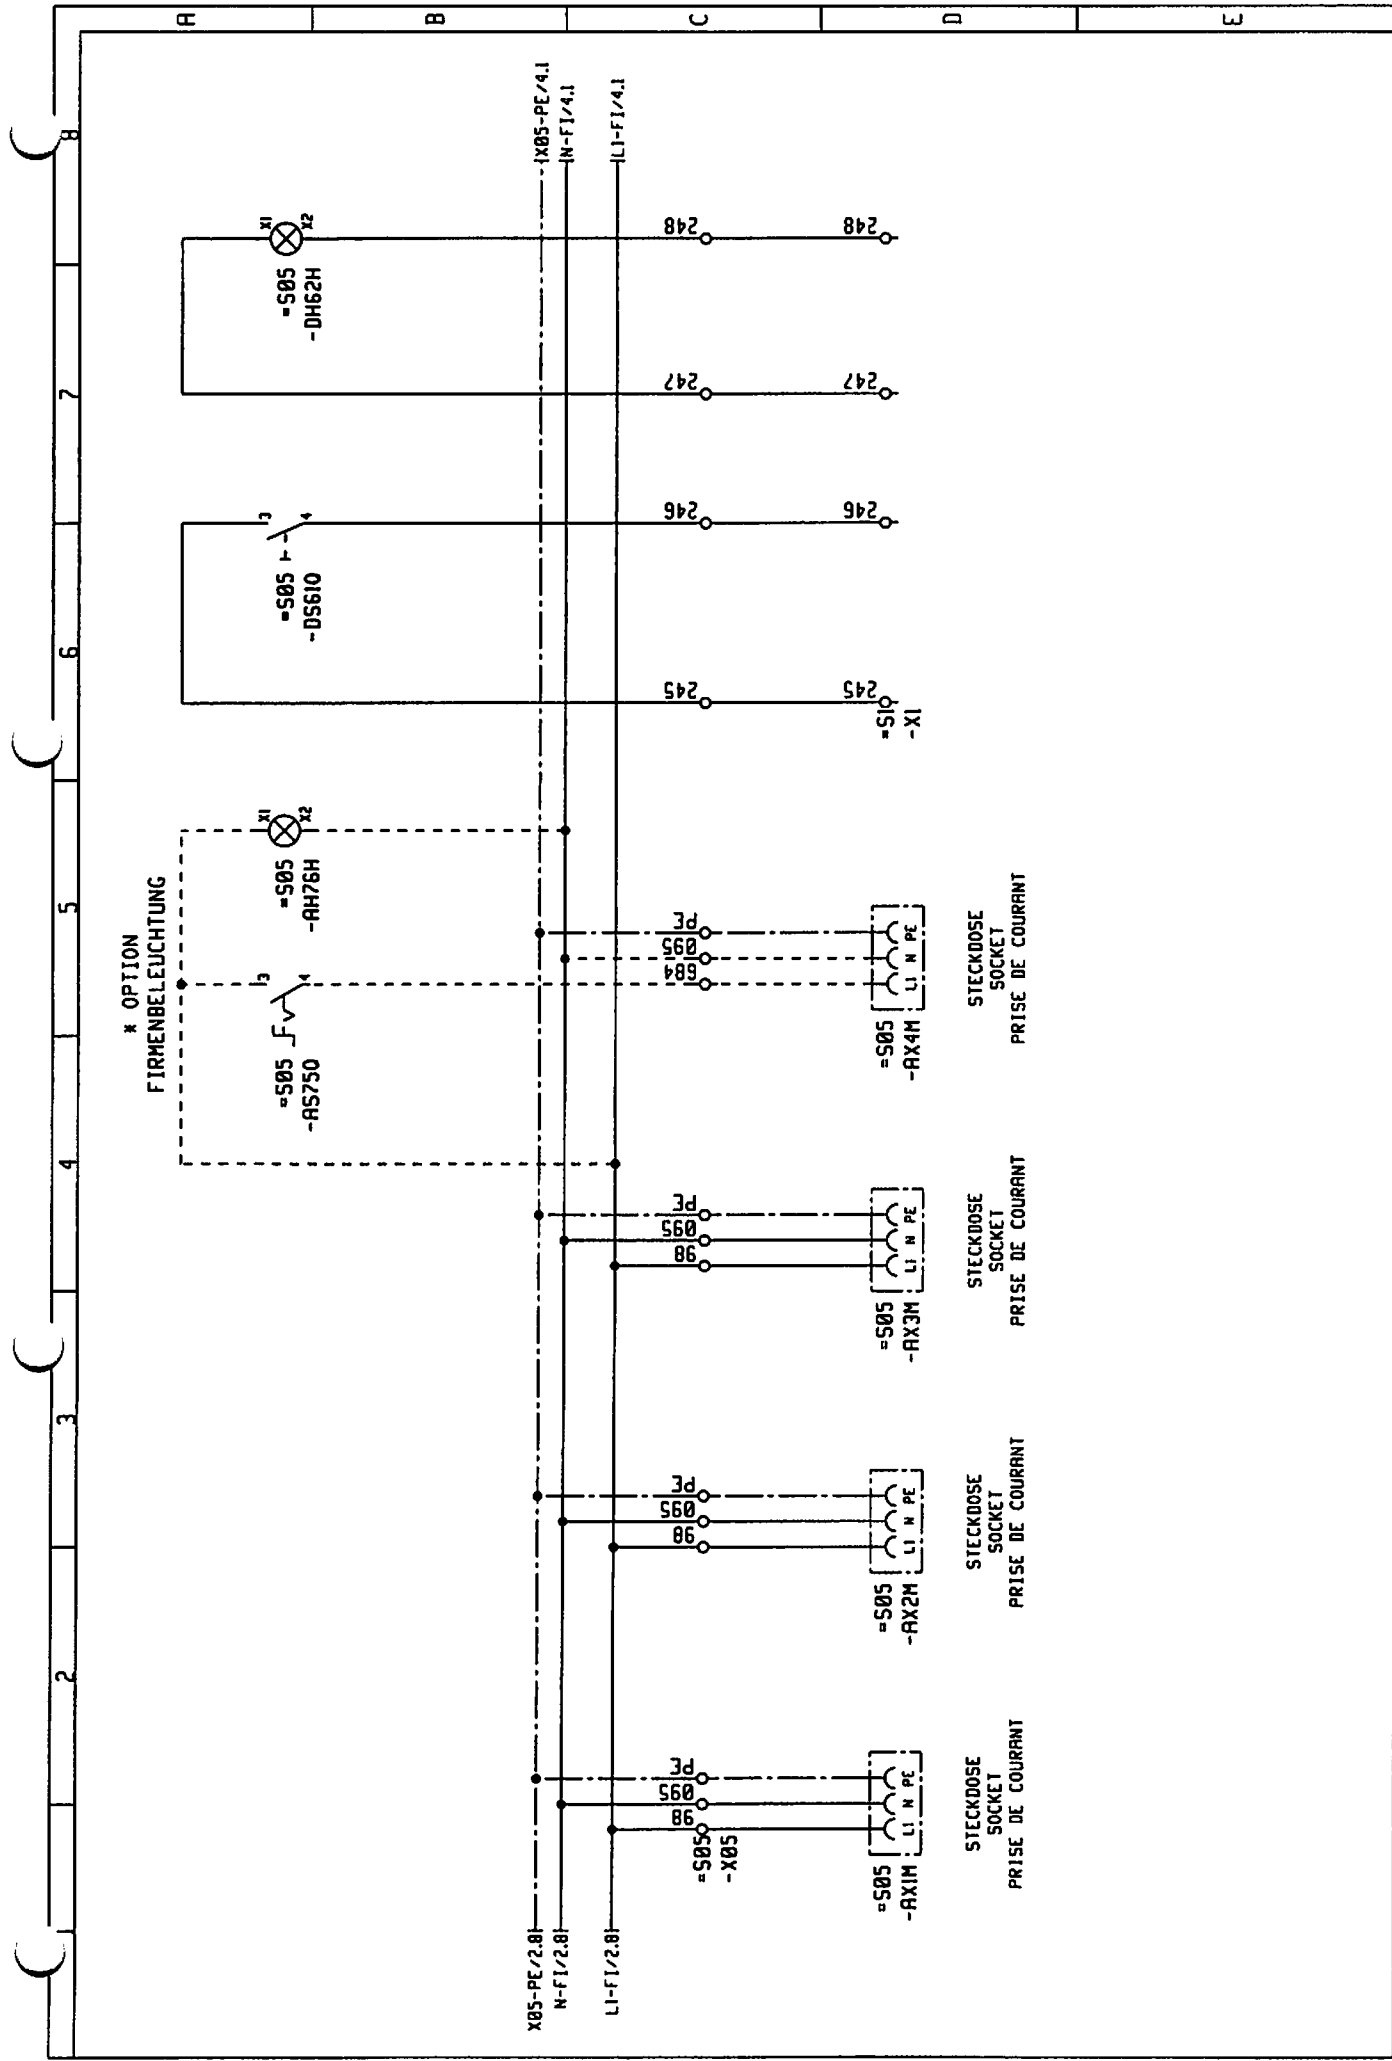 A
B
C
D
E
2
3
4
5
6
7
8
* OPTION
FIRMENBELEUCHTUNG
=S05
-AS75O
3
4
=S05
-AH76H
X1
X2
=S05
-DS61O
3
4
=S05
-DH62H
X1
X2
X05-PE/2.8
N-FI/2.8
L1-FI/2.8
X05-PE/4.1
N-FI/4.1
L1-FI/4.1
=S05
-X05
98
095
PE
98
095
PE
98
095
PE
684
095
PE
245
246
247
248
=S1
-X1
245
246
247
248
=S05
-AX1M
L1 N PE
=S05
-AX2M
L1 N PE
=S05
-AX3M
L1 N PE
=S05
-AX4M
L1 N PE
STECKDOSE
SOCKET
PRISE DE COURANT
STECKDOSE
SOCKET
PRISE DE COURANT
STECKDOSE
SOCKET
PRISE DE COURANT
STECKDOSE
SOCKET
PRISE DE COURANT